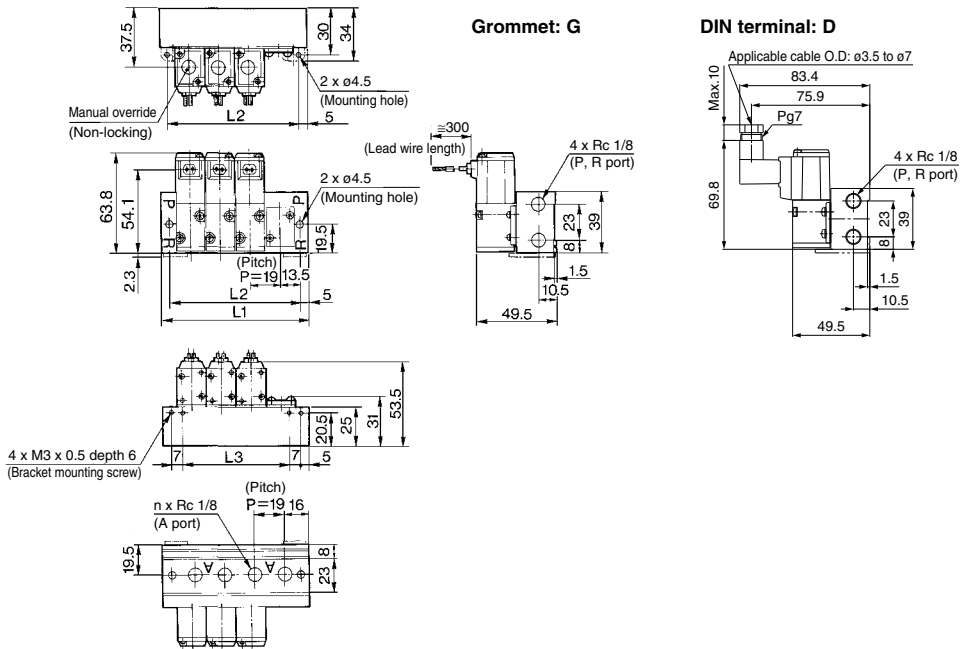 Grommet: G
DIN terminal: D
37.5
30
34
2 x ø4.5
(Mounting hole)
Manual override
(Non-locking)
L2
5
Applicable cable O.D: ø3.5 to ø7
83.4
75.9
Max.10
Pg7
4 x Rc 1/8
(P, R port)
69.8
23
39
8
1.5
10.5
49.5
≅300
(Lead wire length)
4 x Rc 1/8
(P, R port)
23
39
8
1.5
10.5
49.5
63.8
54.1
P
R
P
R
2 x ø4.5
(Mounting hole)
19.5
2.3
(Pitch)
P=19
13.5
L2
5
L1
53.5
31
25
20.5
4 x M3 x 0.5 depth 6
(Bracket mounting screw)
7
L3
7
5
(Pitch)
P=19
16
n x Rc 1/8
(A port)
19.5
A
A
8
23